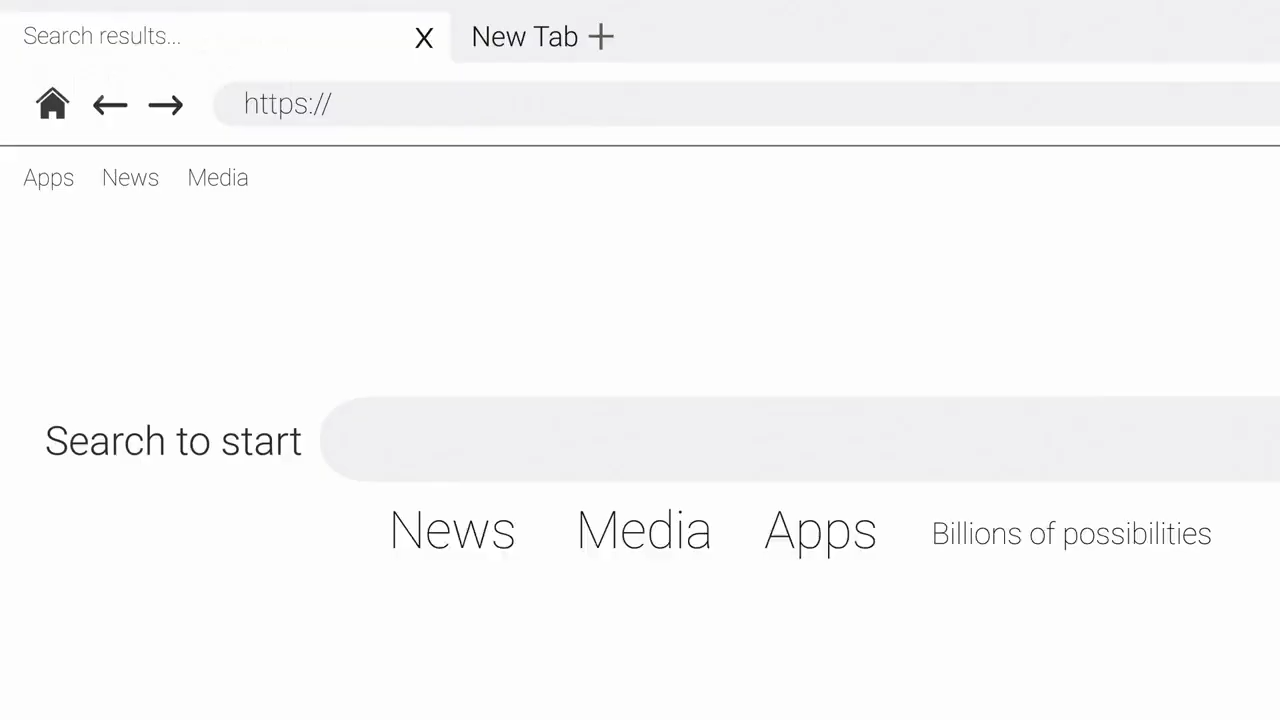 Search results... X New Tab +
https://
Apps News Media
Search to start
News Media Apps Billions of possibilities